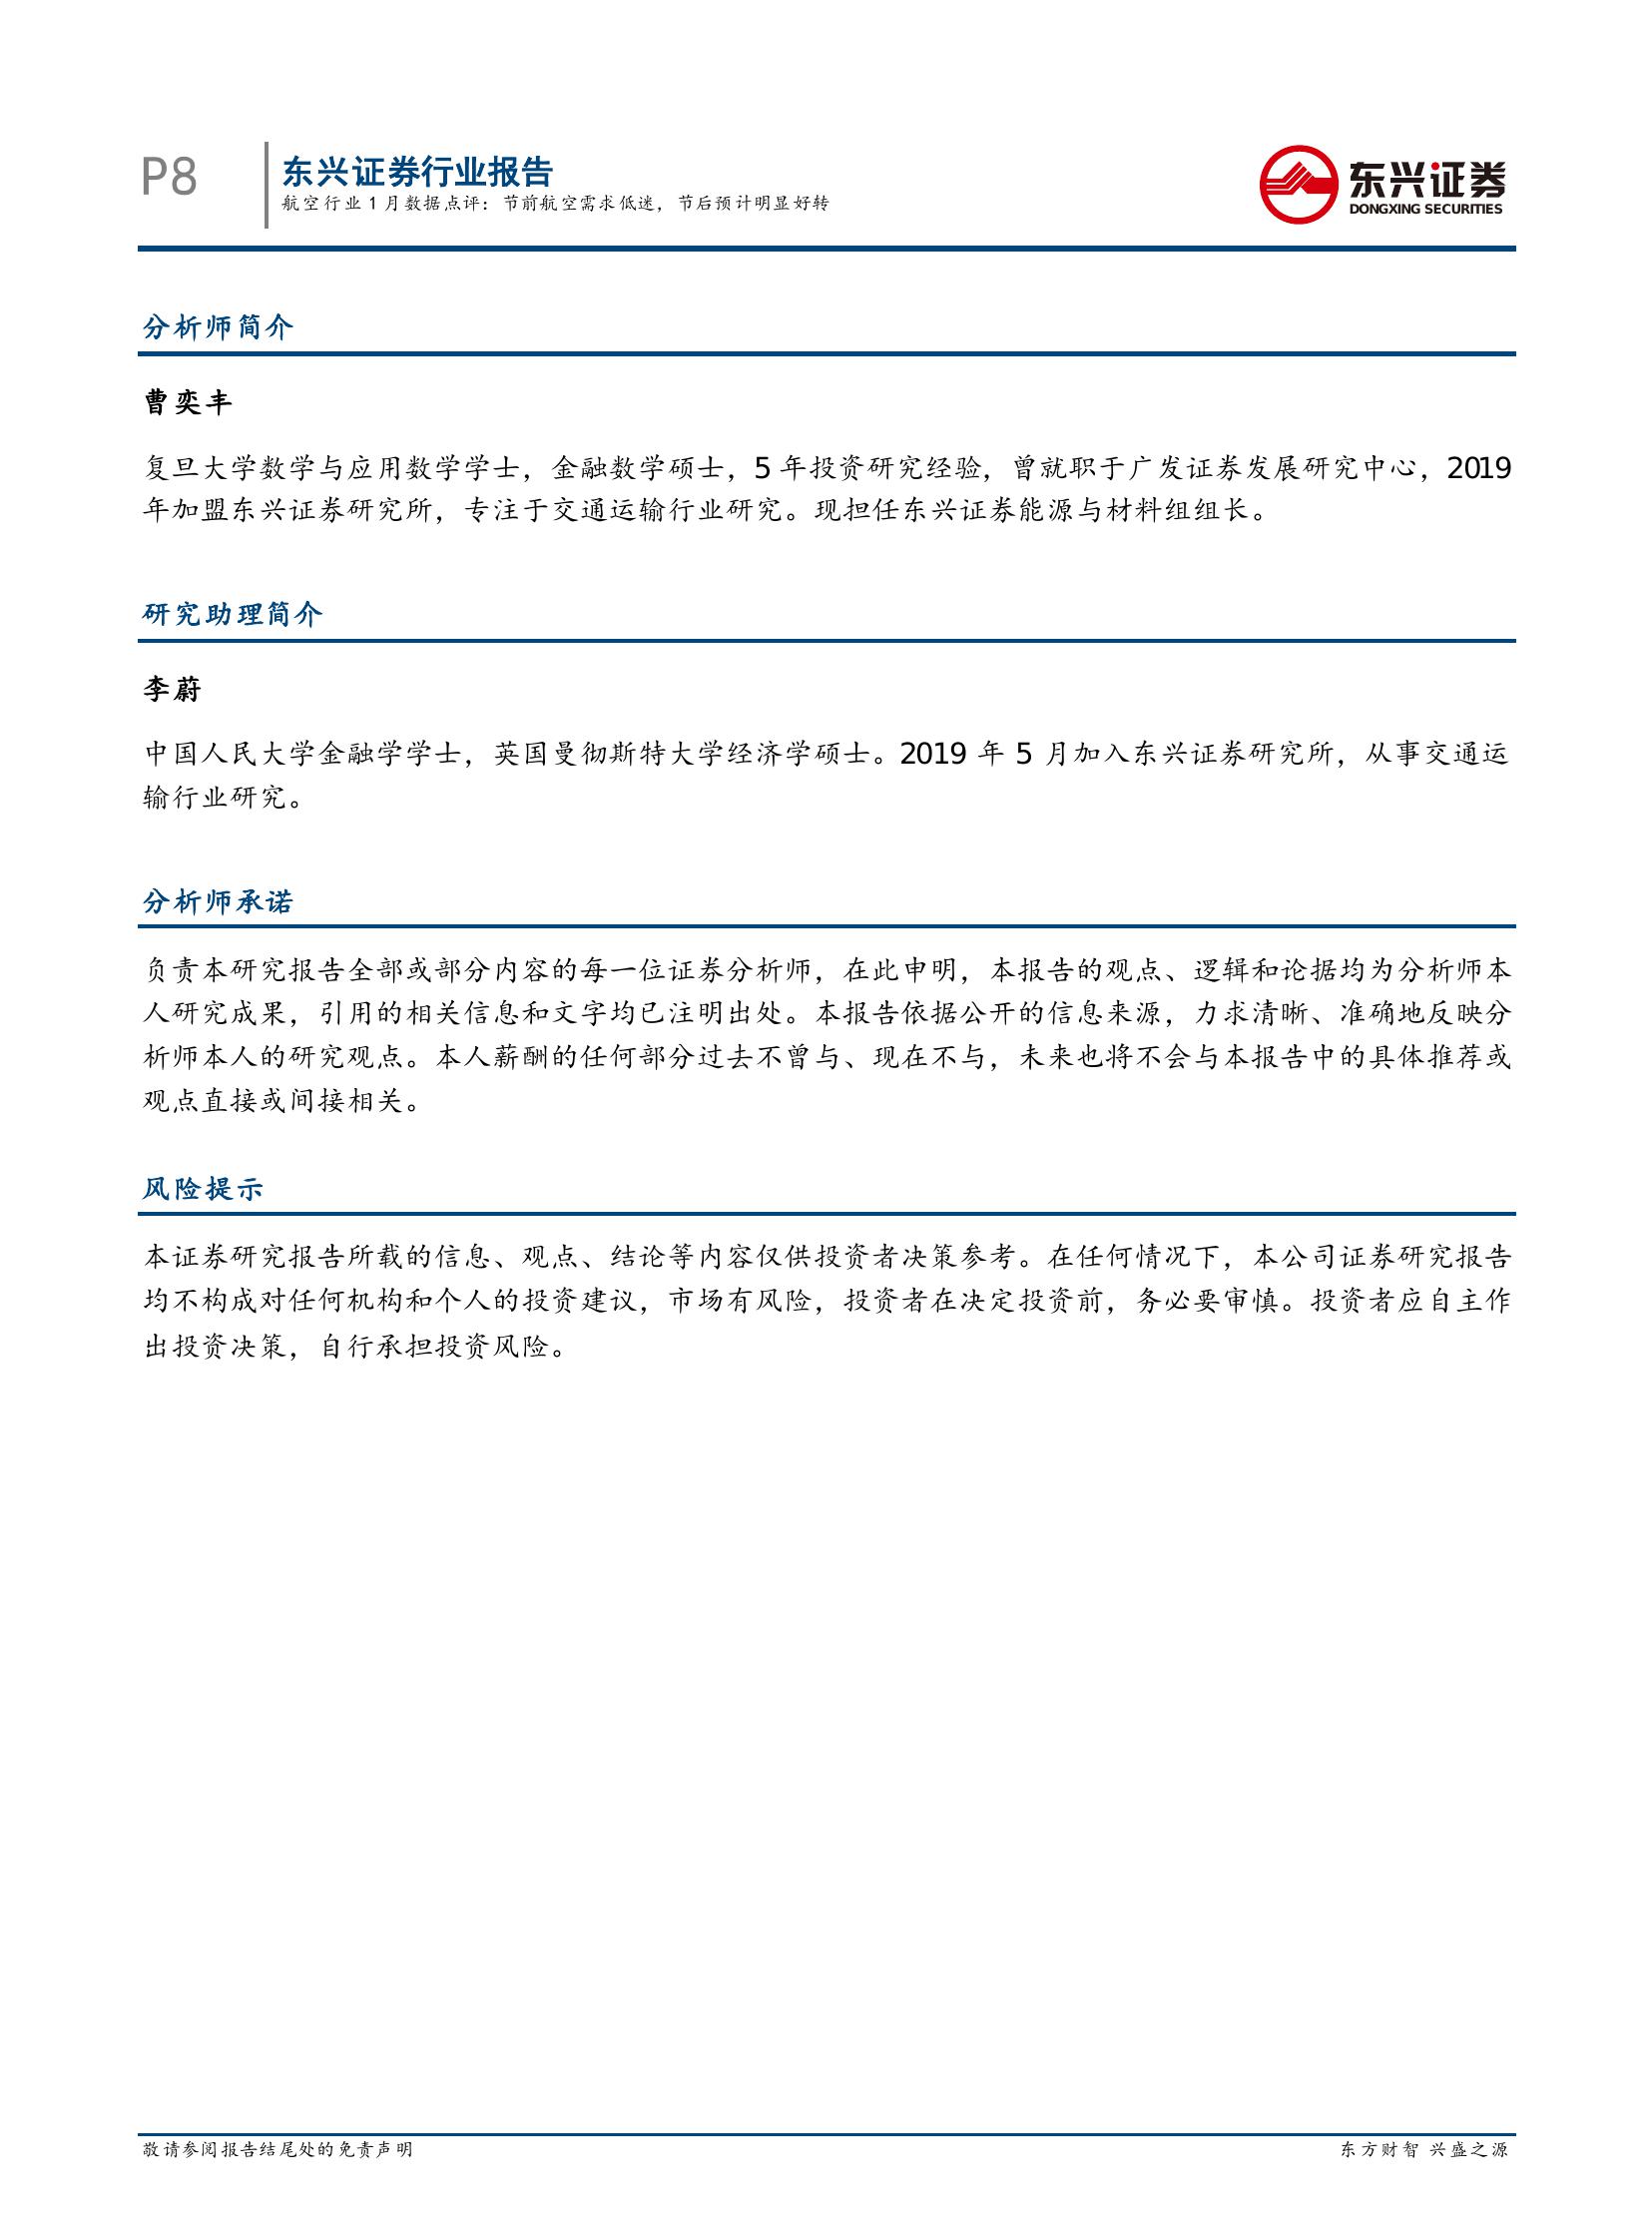 P8
东兴证券行业报告
航空行业 1 月数据点评：节前航空需求低迷，节后预计明显好转
东兴证券
DONGXING SECURITIES
分析师简介
曹奕丰
复旦大学数学与应用数学学士，金融数学硕士，5 年投资研究经验，曾就职于广发证券发展研究中心，2019
年加盟东兴证券研究所，专注于交通运输行业研究。现担任东兴证券能源与材料组组长。
研究助理简介
李蔚
中国人民大学金融学学士，英国曼彻斯特大学经济学硕士。2019 年 5 月加入东兴证券研究所，从事交通运
输行业研究。
分析师承诺
负责本研究报告全部或部分内容的每一位证券分析师，在此申明，本报告的观点、逻辑和论据均为分析师本
人研究成果，引用的相关信息和文字均已注明出处。本报告依据公开的信息来源，力求清晰、准确地反映分
析师本人的研究观点。本人薪酬的任何部分过去不曾与、现在不与，未来也将不会与本报告中的具体推荐或
观点直接或间接相关。
风险提示
本证券研究报告所载的信息、观点、结论等内容仅供投资者决策参考。在任何情况下，本公司证券研究报告
均不构成对任何机构和个人的投资建议，市场有风险，投资者在决定投资前，务必要审慎。投资者应自主作
出投资决策，自行承担投资风险。
敬请参阅报告结尾处的免责声明
东方财智 兴盛之源